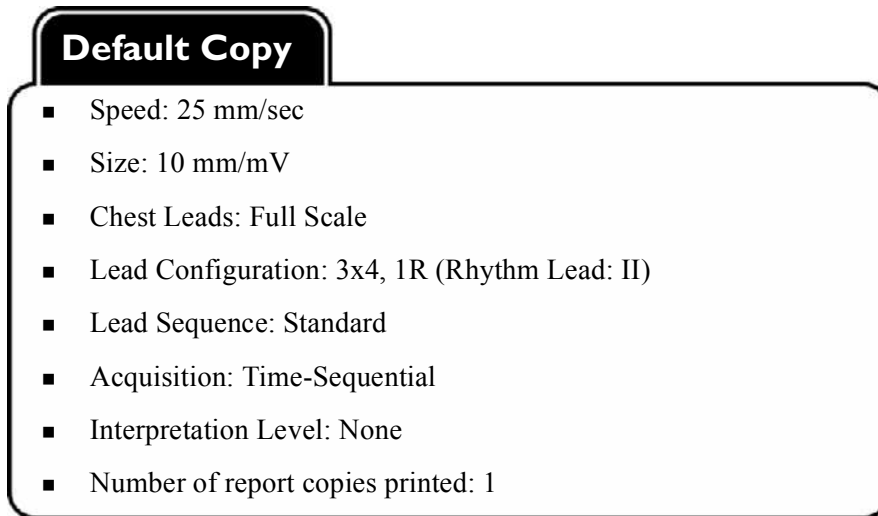 Default Copy
■ Speed: 25 mm/sec
■ Size: 10 mm/mV
■ Chest Leads: Full Scale
■ Lead Configuration: 3x4, 1R (Rhythm Lead: II)
■ Lead Sequence: Standard
■ Acquisition: Time-Sequential
■ Interpretation Level: None
■ Number of report copies printed: 1